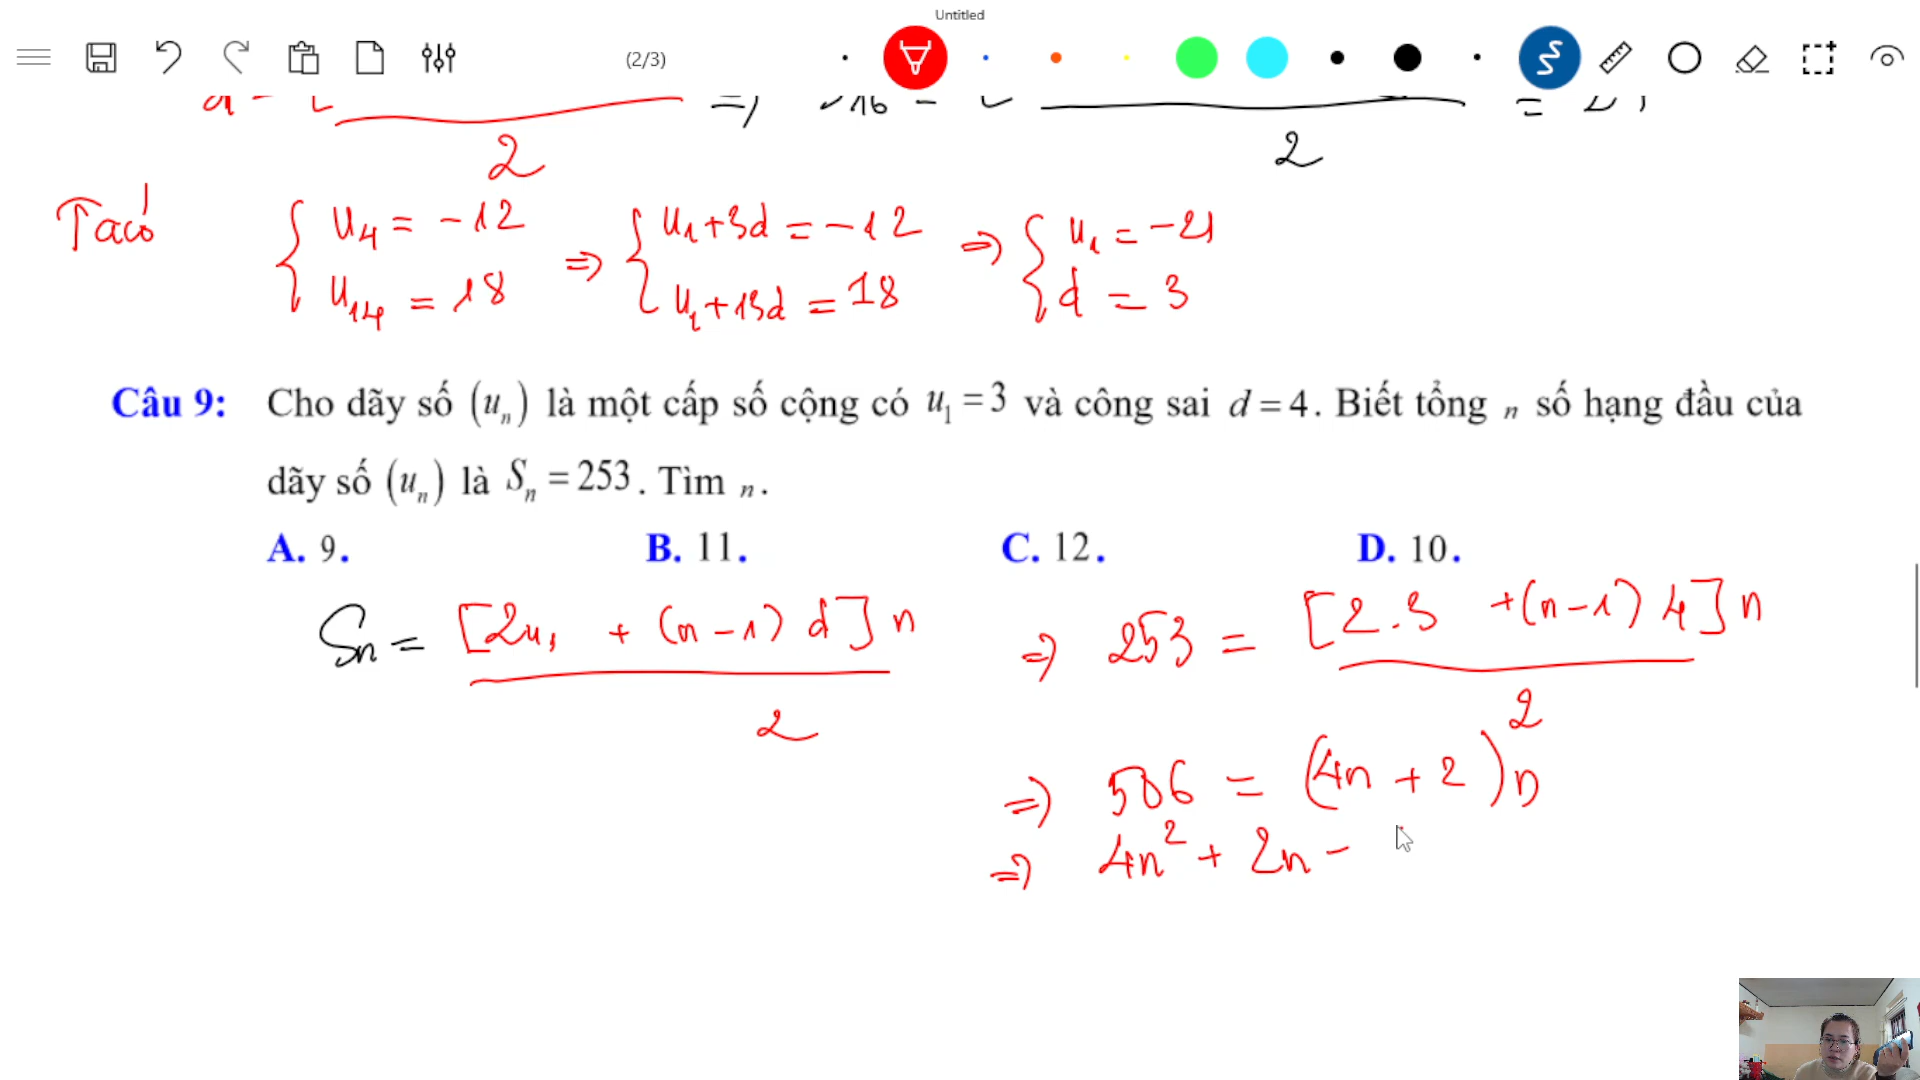 Untitled
(2/3)
2
2
Ta có { u4 = -12 => { u1+3d = -12 => { u1 = -21
u14 = 18 u1+13d = 18 d = 3
Câu 9: Cho dãy số (un) là một cấp số cộng có u1 = 3 và công sai d = 4. Biết tổng n số hạng đầu của
dãy số (un) là Sn = 253. Tìm n.
A. 9. B. 11. C. 12. D. 10.
Sn = [2u1 + (n-1) d] n / 2 => 253 = [2.3 + (n-1) 4] n / 2
=> 506 = (4n + 2) n
=> 4n² + 2n -